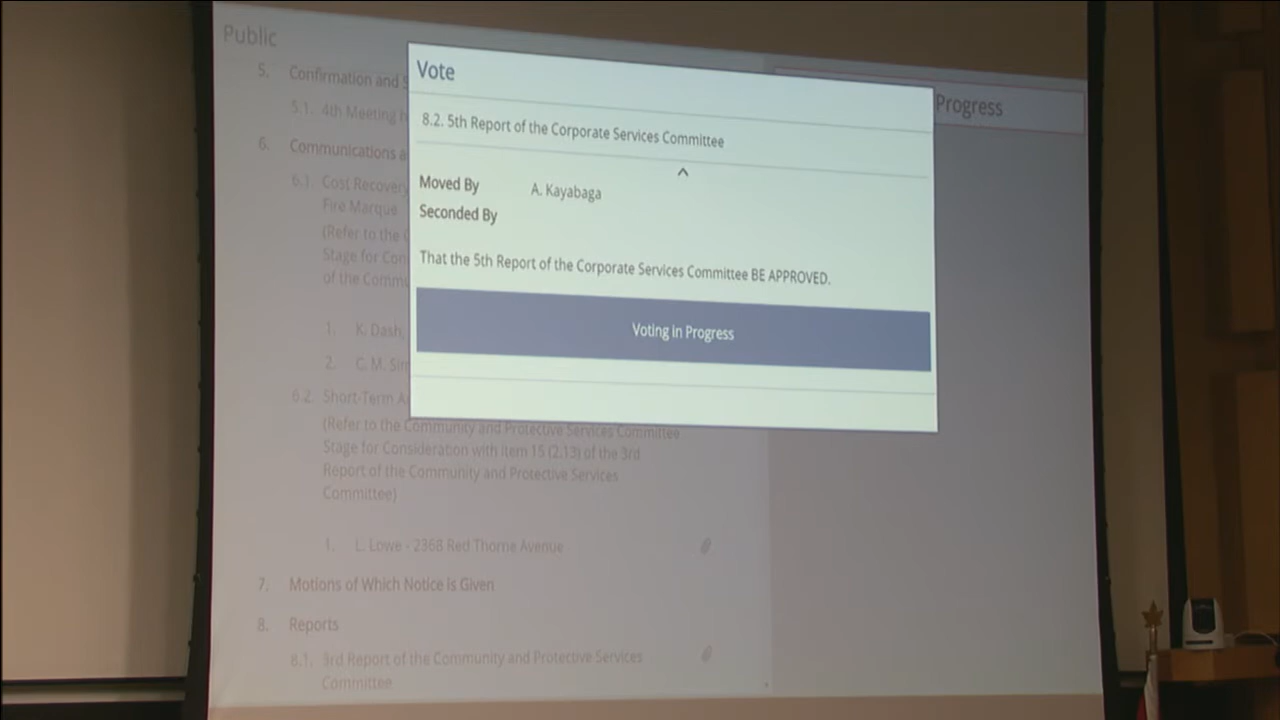 Public
5. Confirmation and
5.1. 4th Meeting
6. Communications
6.1. Cost Recovery
Fire Marque
(Refer to the
Stage for
of the
1. K. Dash,
2. C. M.
6.2. Short-Term
(Refer to the Community and Protective Services Committee
Stage for Consideration with item 15 (2.13) of the 3rd
Report of the Community and Protective Services
Committee)
1. L. Lowe - 2368 Red Thorne Avenue
7. Motions of Which Notice is Given
8. Reports
8.1. 3rd Report of the Community and Protective Services
Committee
Vote
8.2. 5th Report of the Corporate Services Committee
Moved By A. Kayabaga
Seconded By
That the 5th Report of the Corporate Services Committee BE APPROVED.
Voting in Progress
Progress